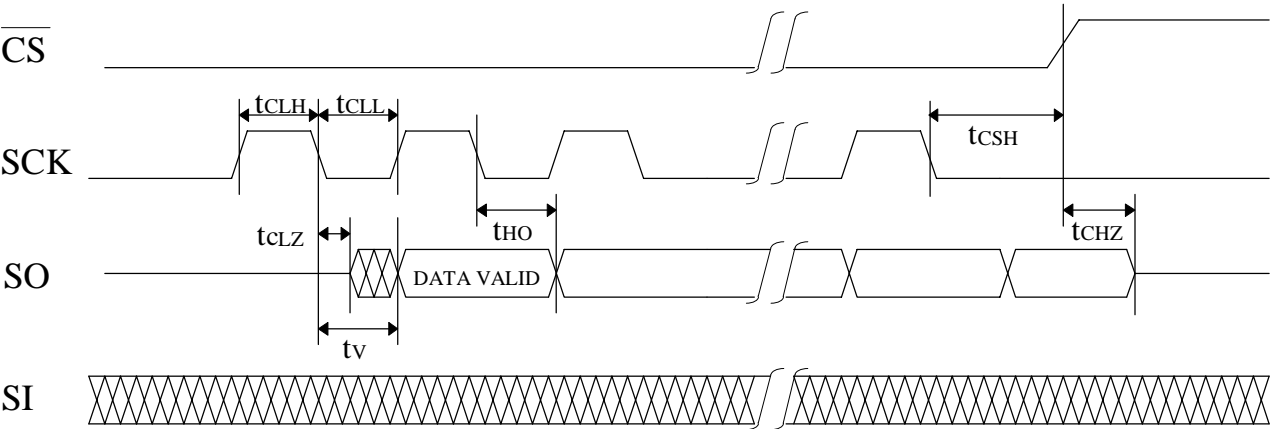 CS
tCLH tCLL
SCK
tCSH
tCLZ
tHO
tCHZ
SO
DATA VALID
tV
SI